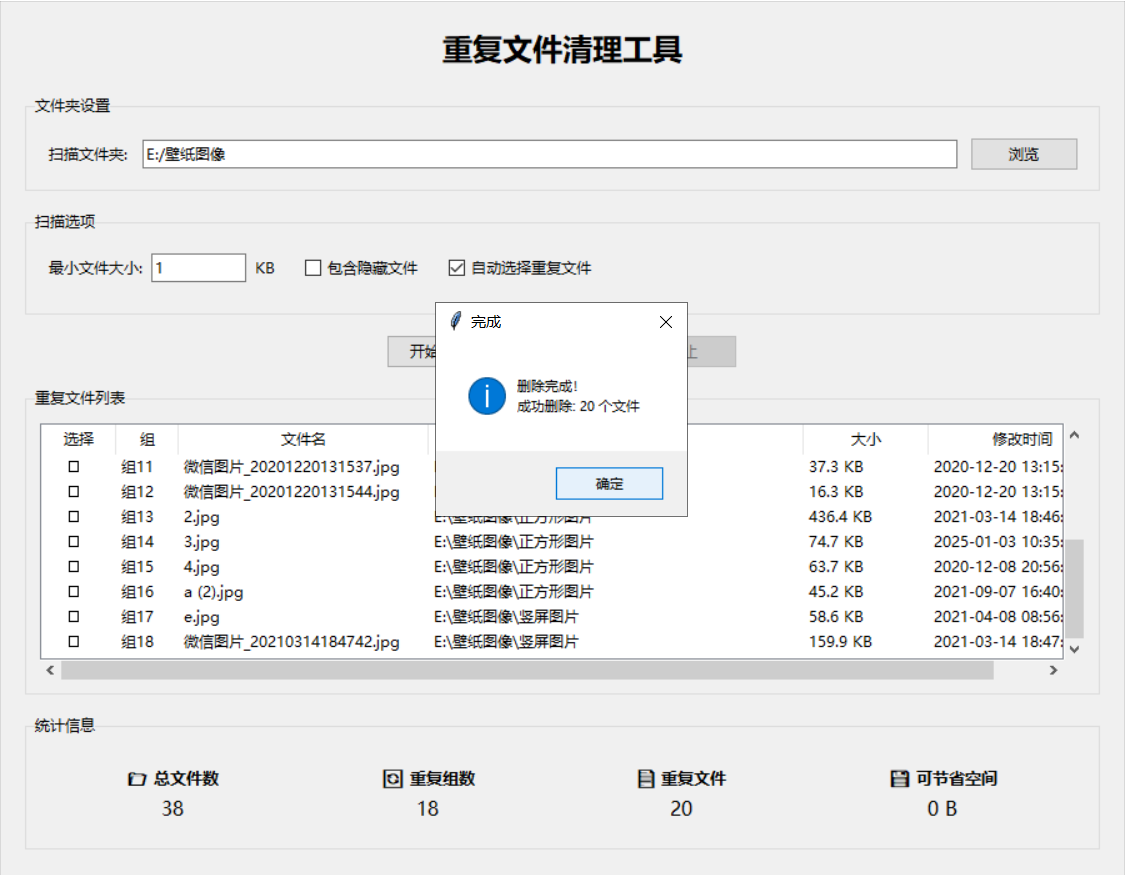 重复文件清理工具
文件夹设置
扫描文件夹: E:/壁纸图像 浏览
扫描选项
最小文件大小: 1 KB 包含隐藏文件 自动选择重复文件
开始
完成
删除完成!
成功删除: 20 个文件
确定
重复文件列表
选择 组 文件名 大小 修改时间
组11 微信图片_20201220131537.jpg 37.3 KB 2020-12-20 13:15:
组12 微信图片_20201220131544.jpg 16.3 KB 2020-12-20 13:15:
组13 2.jpg E:\壁纸图像\正方形图片 436.4 KB 2021-03-14 18:46:
组14 3.jpg E:\壁纸图像\正方形图片 74.7 KB 2025-01-03 10:35:
组15 4.jpg E:\壁纸图像\正方形图片 63.7 KB 2020-12-08 20:56:
组16 a (2).jpg E:\壁纸图像\正方形图片 45.2 KB 2021-09-07 16:40:
组17 e.jpg E:\壁纸图像\竖屏图片 58.6 KB 2021-04-08 08:56:
组18 微信图片_20210314184742.jpg E:\壁纸图像\竖屏图片 159.9 KB 2021-03-14 18:47:
统计信息
总文件数 重复组数 重复文件 可节省空间
38 18 20 0 B